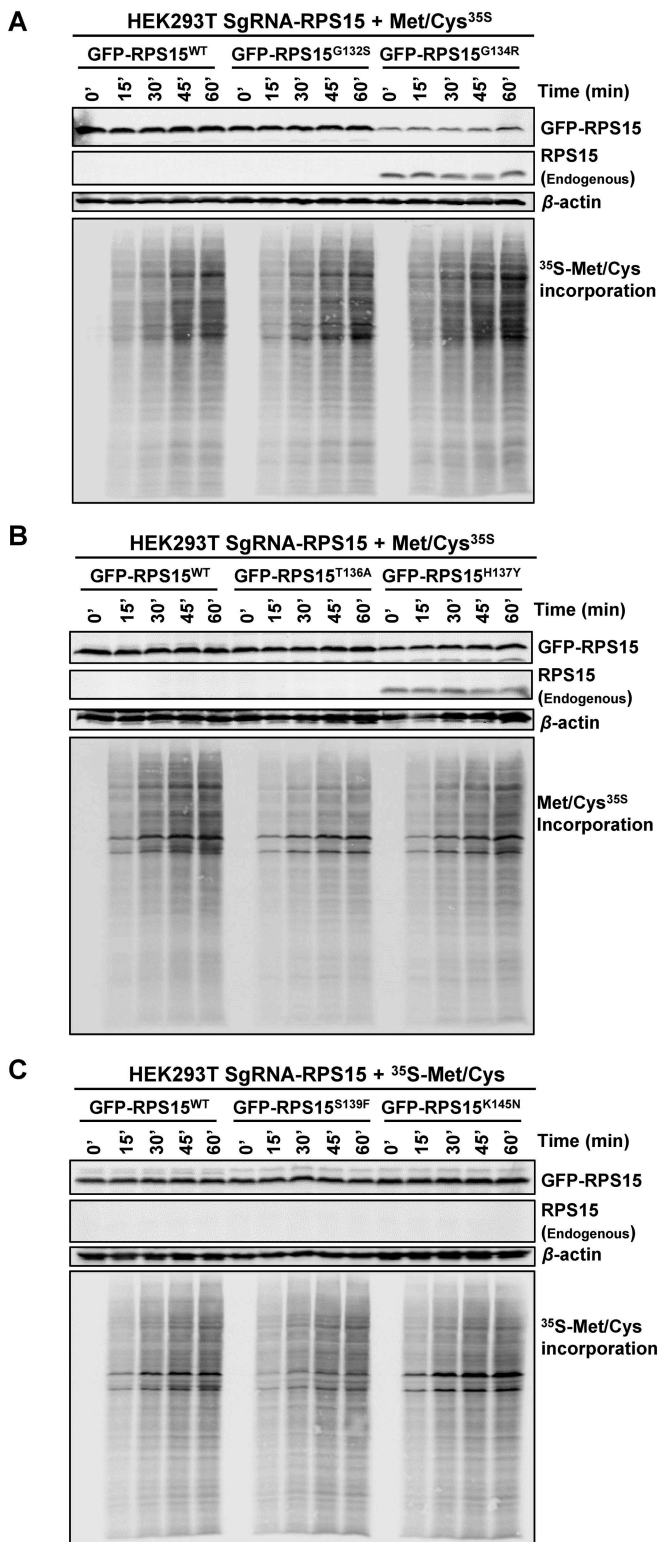 A
HEK293T SgRNA-RPS15 + Met/Cys35S
GFP-RPS15WT GFP-RPS15G132S GFP-RPS15G134R
0’ 15’ 30’ 45’ 60’ 0’ 15’ 30’ 45’ 60’ 0’ 15’ 30’ 45’ 60’ Time (min)
GFP-RPS15
RPS15
(Endogenous)
β-actin
35S-Met/Cys
incorporation
B
HEK293T SgRNA-RPS15 + Met/Cys35S
GFP-RPS15WT GFP-RPS15T136A GFP-RPS15H137Y
0’ 15’ 30’ 45’ 60’ 0’ 15’ 30’ 45’ 60’ 0’ 15’ 30’ 45’ 60’ Time (min)
GFP-RPS15
RPS15
(Endogenous)
β-actin
Met/Cys35S
Incorporation
C
HEK293T SgRNA-RPS15 + 35S-Met/Cys
GFP-RPS15WT GFP-RPS15S139F GFP-RPS15K145N
0’ 15’ 30’ 45’ 60’ 0’ 15’ 30’ 45’ 60’ 0’ 15’ 30’ 45’ 60’ Time (min)
GFP-RPS15
RPS15
(Endogenous)
β-actin
35S-Met/Cys
incorporation